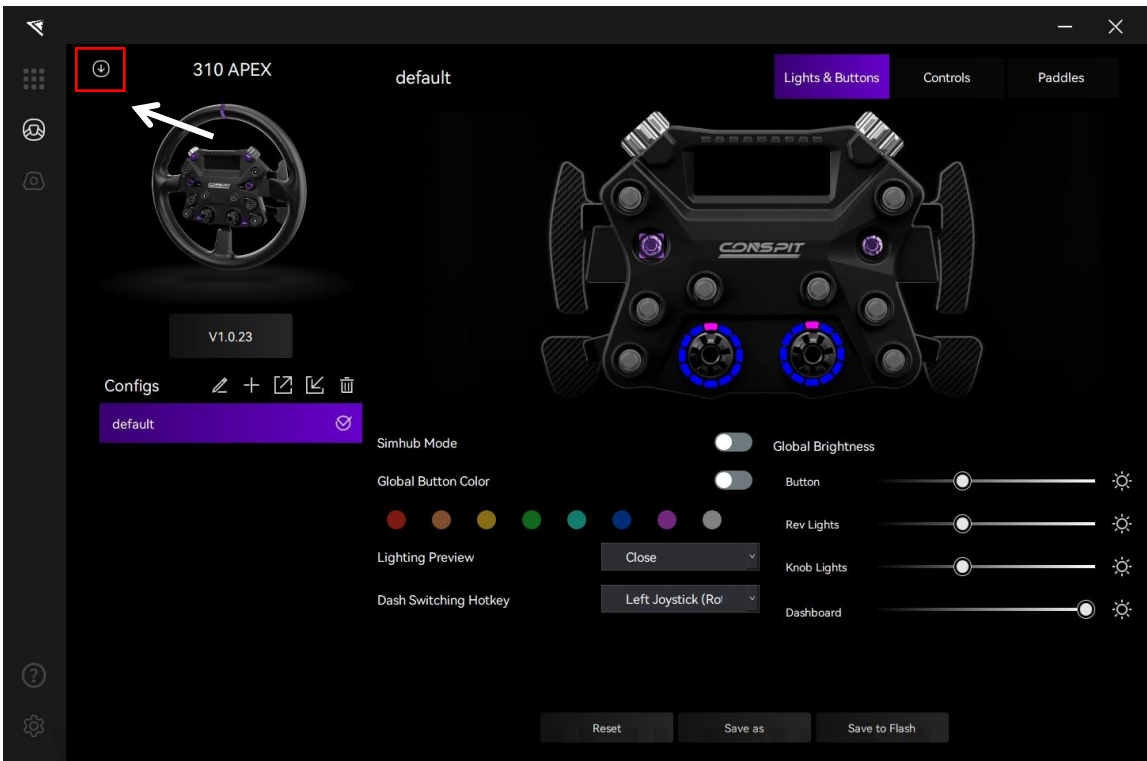 310 APEX
default
Lights & Buttons
Controls
Paddles
CONSPIT
CONSPIT
V1.0.23
Configs
default
Simhub Mode
Global Brightness
Global Button Color
Button
Rev Lights
Lighting Preview
Close
Knob Lights
Dash Switching Hotkey
Left Joystick (Rot
Dashboard
Reset
Save as
Save to Flash